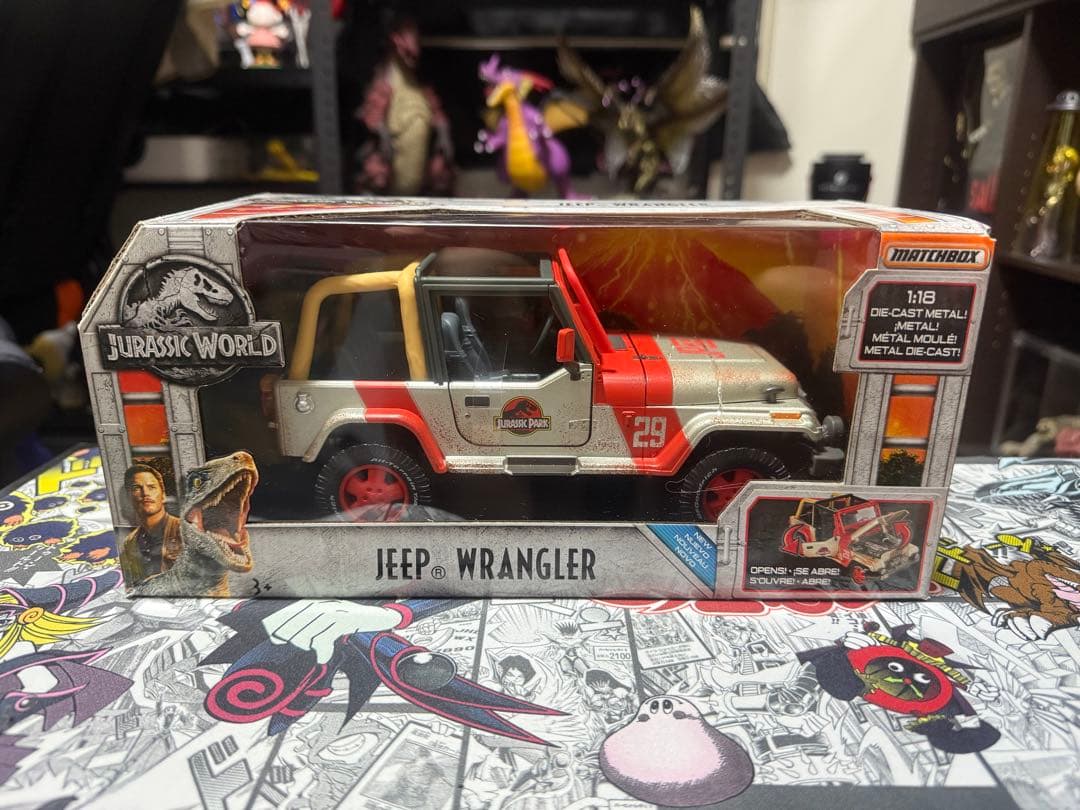 JEEP WRANGLER
MATCHBOX
1:18
DIE-CAST METAL!
¡METAL!
MÉTAL MOULÉ!
METAL DIE-CAST!
JURASSIC WORLD
JURASSIC PARK
29
JEEP® WRANGLER
3+
NEW
NUEVO
NOUVEAU
NOVO
OPENS! • ¡SE ABRE!
S'OUVRE! • ABRE!
2100